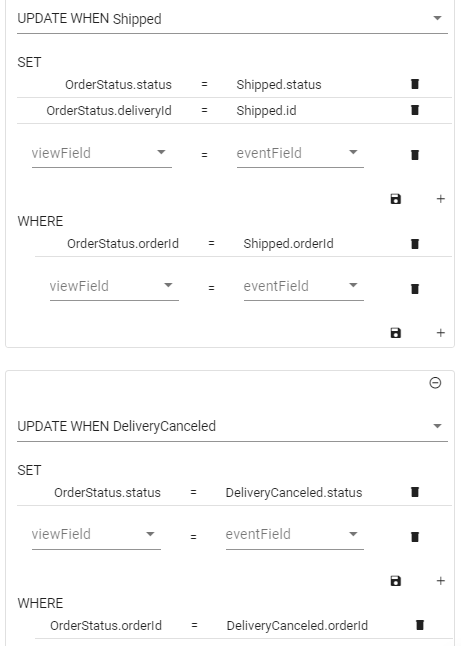 UPDATE WHEN Shipped
SET
OrderStatus.status = Shipped.status
OrderStatus.deliveryId = Shipped.id
viewField = eventField
+
WHERE
OrderStatus.orderId = Shipped.orderId
viewField = eventField
+
UPDATE WHEN DeliveryCanceled
SET
OrderStatus.status = DeliveryCanceled.status
viewField = eventField
+
WHERE
OrderStatus.orderId = DeliveryCanceled.orderId